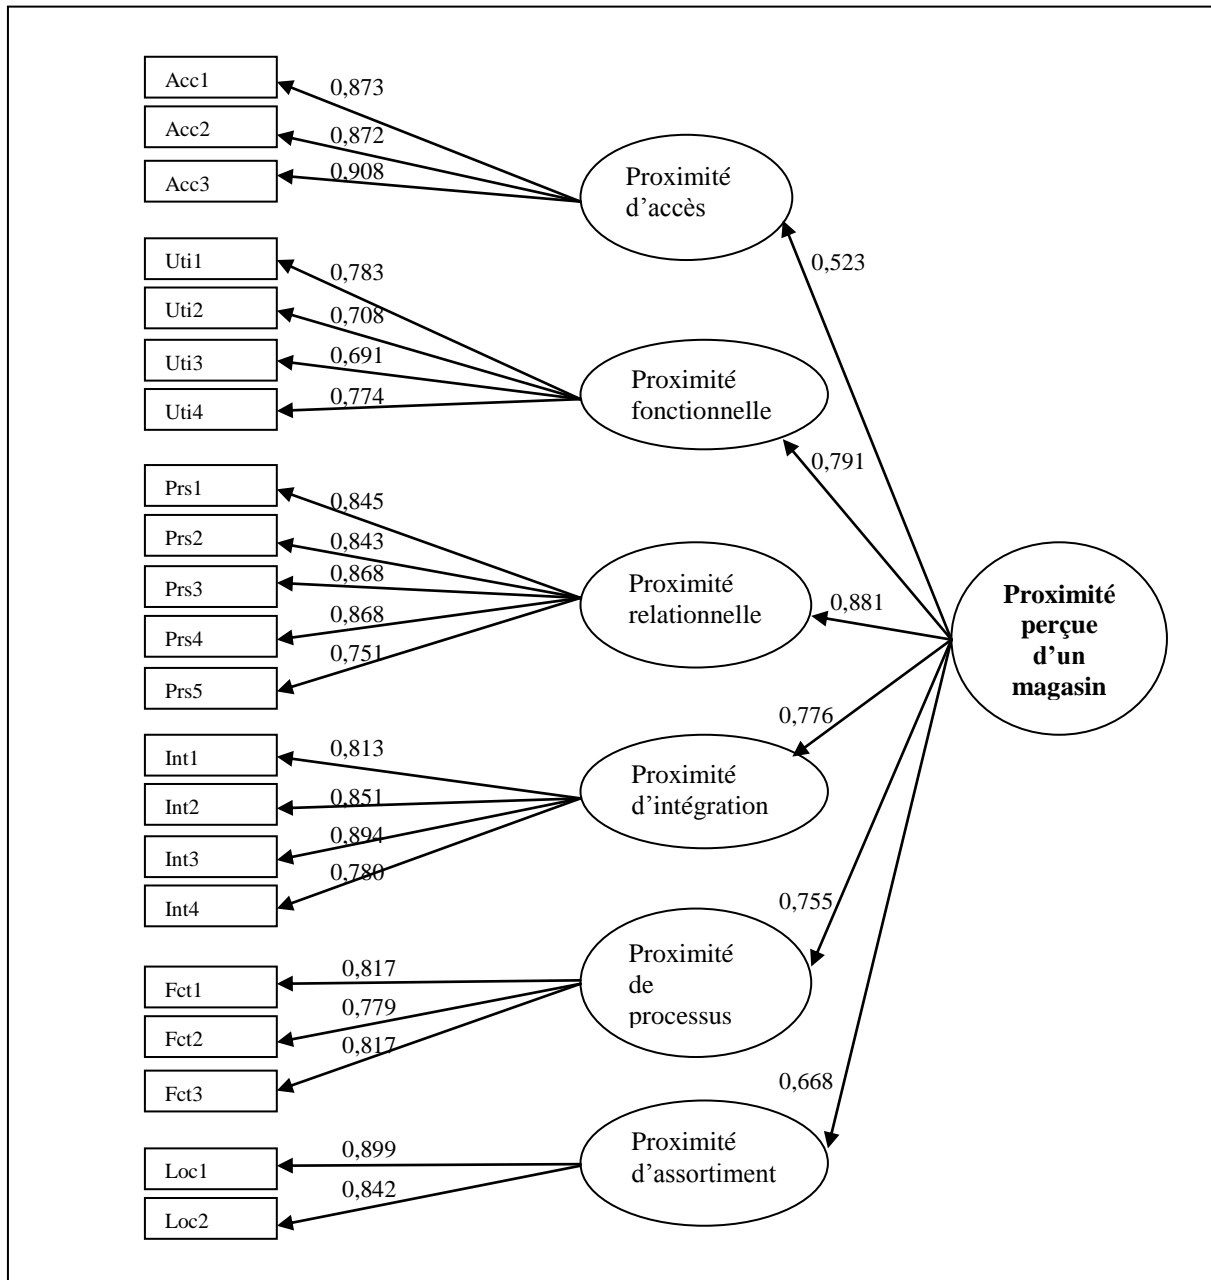 Acc1
0,873
Acc2
0,872
Acc3
0,908
Proximité
d'accès
0,523
Uti1
0,783
Uti2
0,708
Uti3
0,691
Uti4
0,774
Proximité
fonctionnelle
0,791
Prs1
0,845
Prs2
0,843
Prs3
0,868
Prs4
0,868
Prs5
0,751
Proximité
relationnelle
0,881
Proximité
perçue
d'un
magasin
Int1
0,813
Int2
0,851
Int3
0,894
Int4
0,780
Proximité
d'intégration
0,776
Fct1
0,817
Fct2
0,779
Fct3
0,817
Proximité
de
processus
0,755
Loc1
0,899
Loc2
0,842
Proximité
d'assortiment
0,668